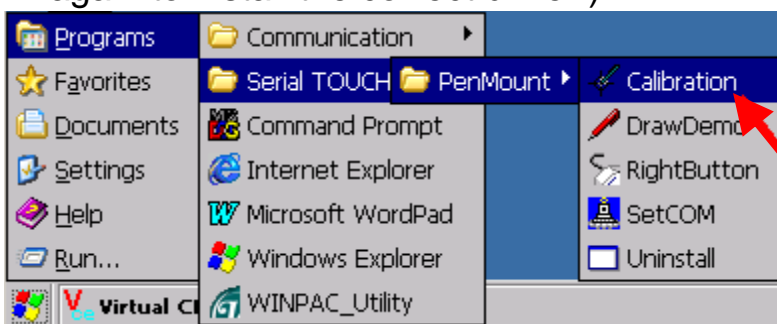 Programs
Favorites
Documents
Settings
Help
Run...
Communication
Serial TOUCH
Command Prompt
Internet Explorer
Microsoft WordPad
Windows Explorer
WINPAC_Utility
PenMount
Calibration
DrawDemo
RightButton
SetCOM
Uninstall
Vce Virtual